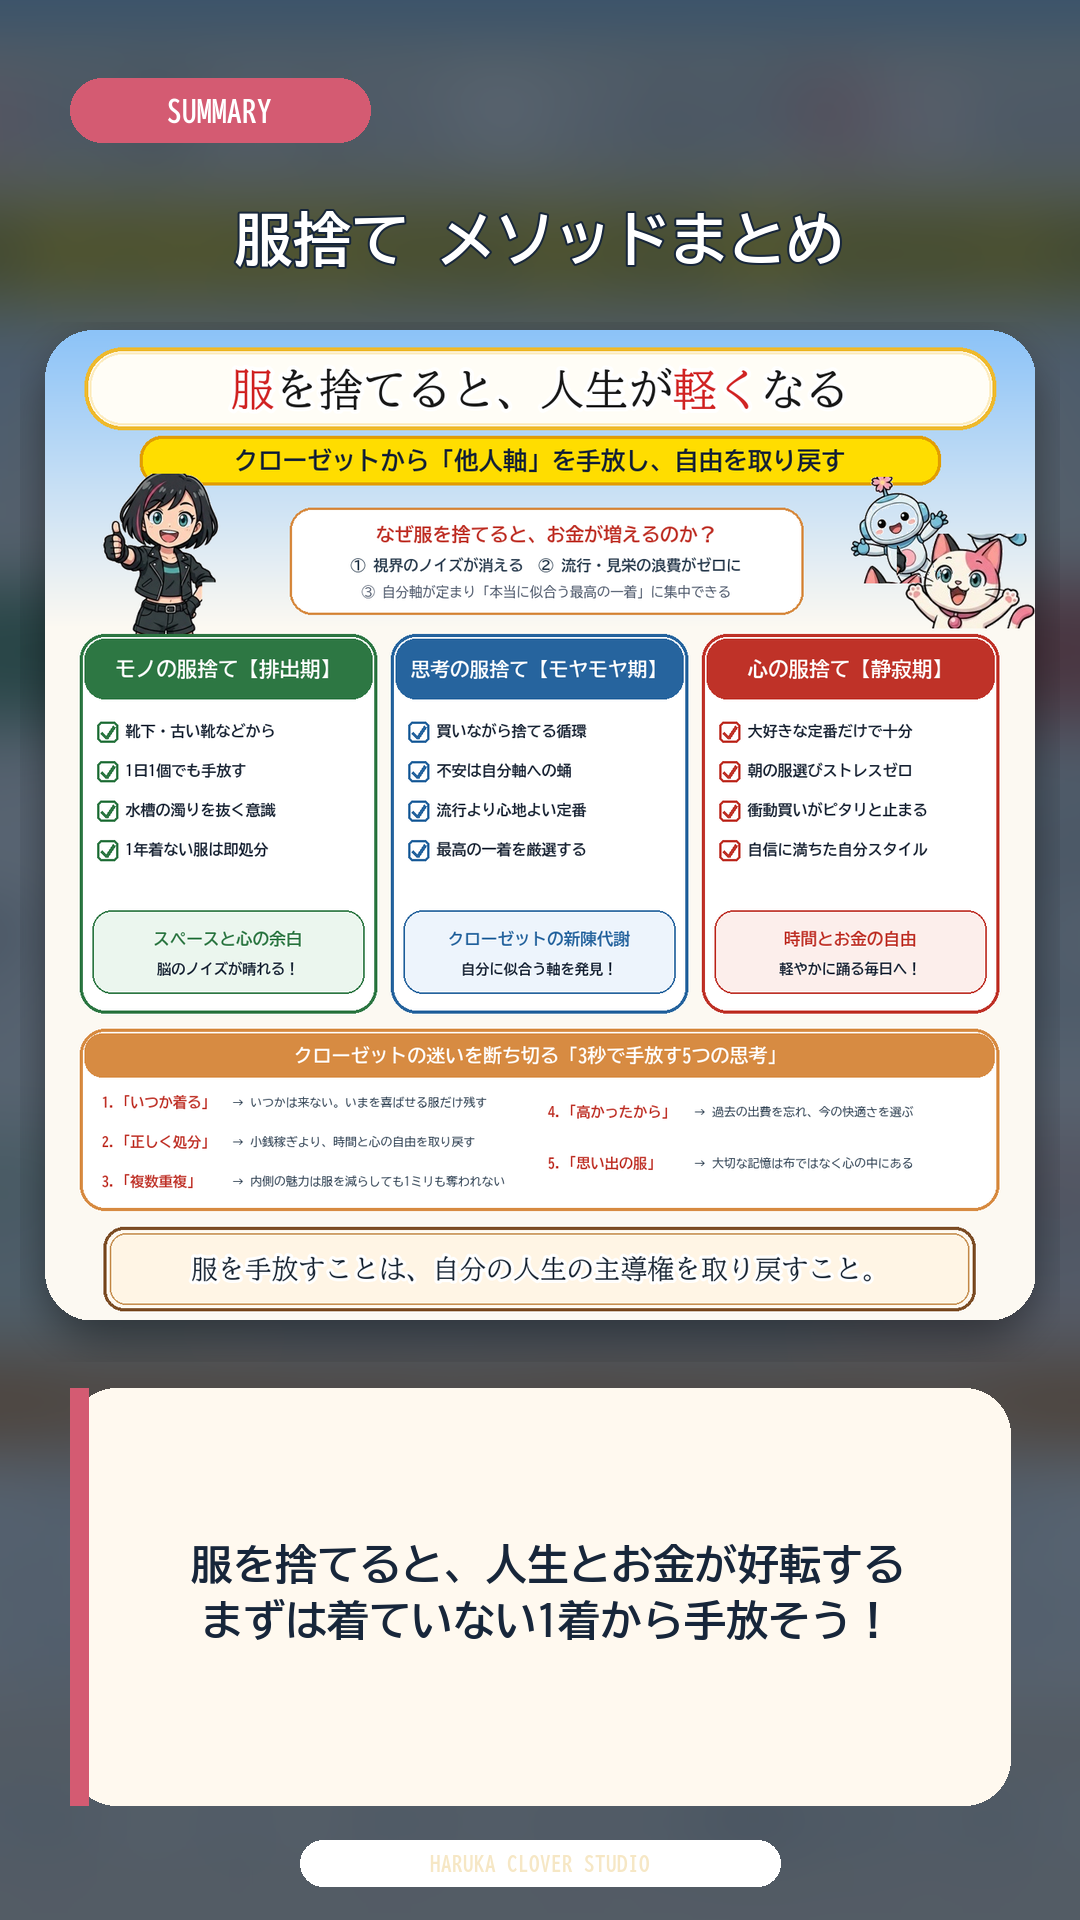 SUMMARY
服捨て メソッドまとめ
服を捨てると、人生が軽くなる
クローゼットから「他人軸」を手放し、自由を取り戻す
なぜ服を捨てると、お金が増えるのか？
① 視界のノイズが消える ② 流行・見栄の浪費がゼロに
③ 自分軸が定まり「本当に似合う最高の一着」に集中できる
モノの服捨て【排出期】
靴下・古い靴などから
1日1個でも手放す
水槽の濁りを抜く意識
1年着ない服は即処分
スペースと心の余白
脳のノイズが晴れる！
思考の服捨て【モヤモヤ期】
買いながら捨てる循環
不安は自分軸への蛹
流行より心地よい定番
最高の一着を厳選する
クローゼットの新陳代謝
自分に似合う軸を発見！
心の服捨て【静寂期】
大好きな定番だけで十分
朝の服選びストレスゼロ
衝動買いがピタリと止まる
自信に満ちた自分スタイル
時間とお金の自由
軽やかに踊る毎日へ！
クローゼットの迷いを断ち切る「3秒で手放す5つの思考」
1.「いつか着る」 → いつかは来ない。いまを喜ばせる服だけ残す
2.「正しく処分」 → 小銭稼ぎより、時間と心の自由を取り戻す
3.「複数重複」 → 内側の魅力は服を減らしても1ミリも奪われない
4.「高かったから」 → 過去の出費を忘れ、今の快適さを選ぶ
5.「思い出の服」 → 大切な記憶は布ではなく心の中にある
服を手放すことは、自分の人生の主導権を取り戻すこと。
服を捨てると、人生とお金が好転する
まずは着ていない1着から手放そう！
HARUKA CLOVER STUDIO